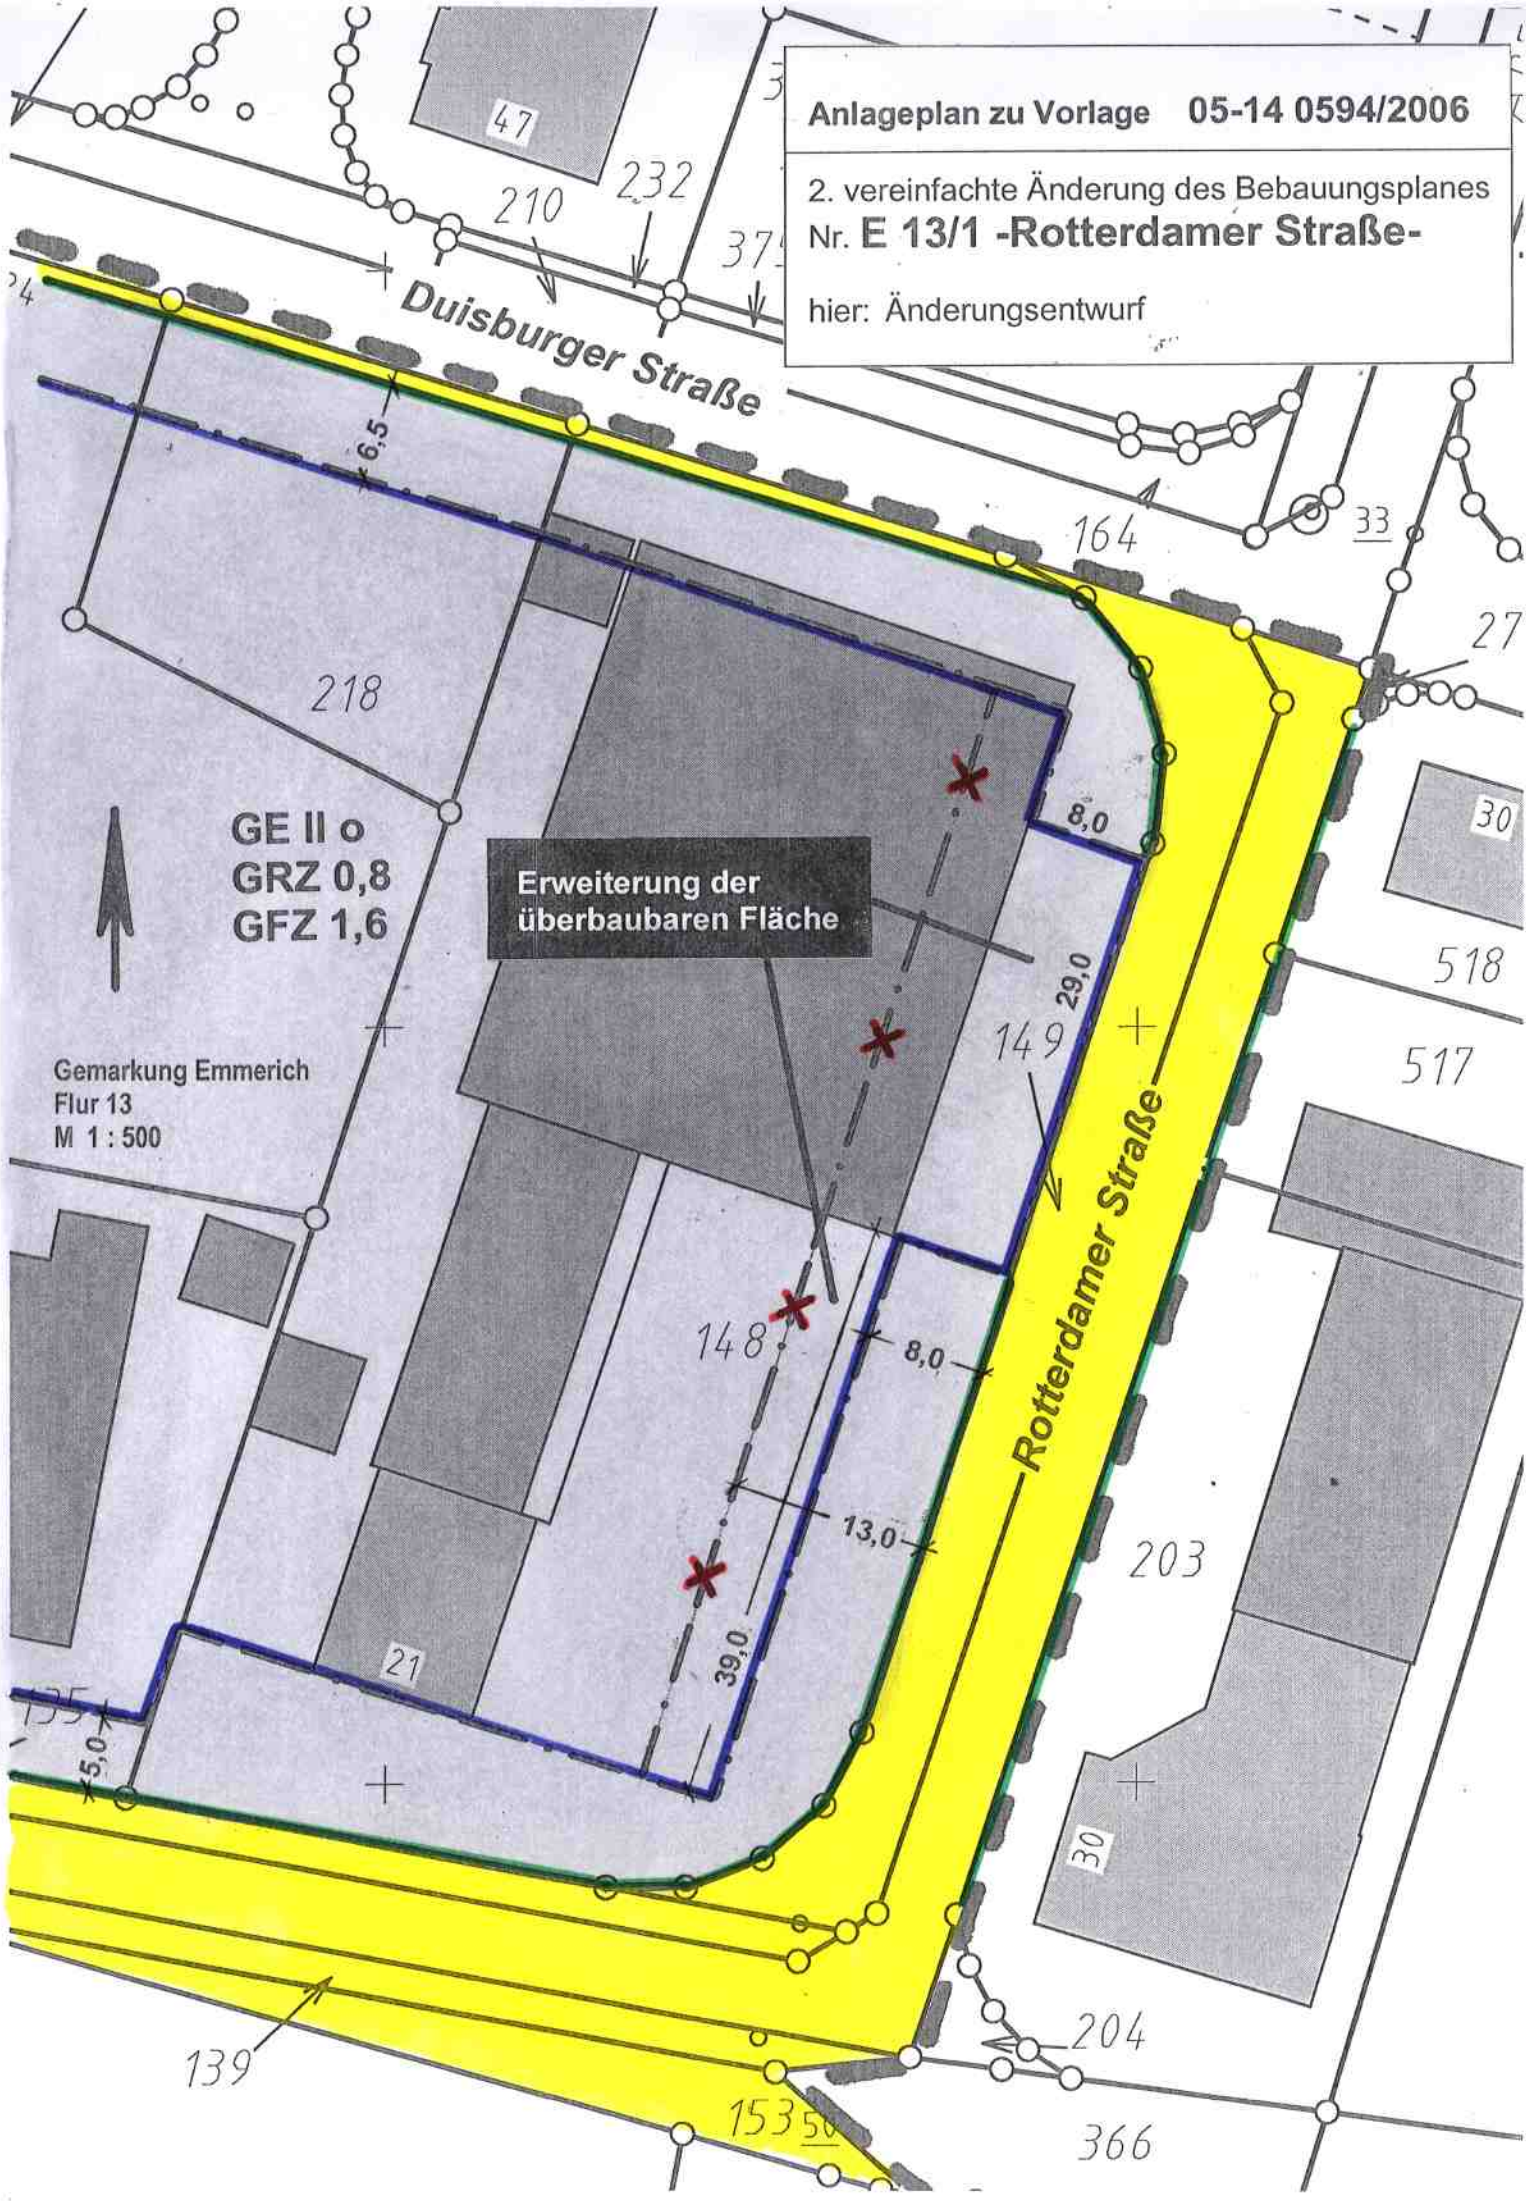 Anlageplan zu Vorlage 05-14 0594/2006
2. vereinfachte Änderung des Bebauungsplanes
Nr. E 13/1 -Rotterdamer Straße-
hier: Änderungsentwurf
47
210
232
Duisburger Straße
6,5
164
33
27
218
30
8,0
GE II o
GRZ 0,8
GFZ 1,6
Erweiterung der
überbaubaren Fläche
518
29,0
149
517
Gemarkung Emmerich
Flur 13
M 1 : 500
Rotterdamer Straße
148
8,0
13,0
203
39,0
21
135
5,0
30
139
204
153
50
366